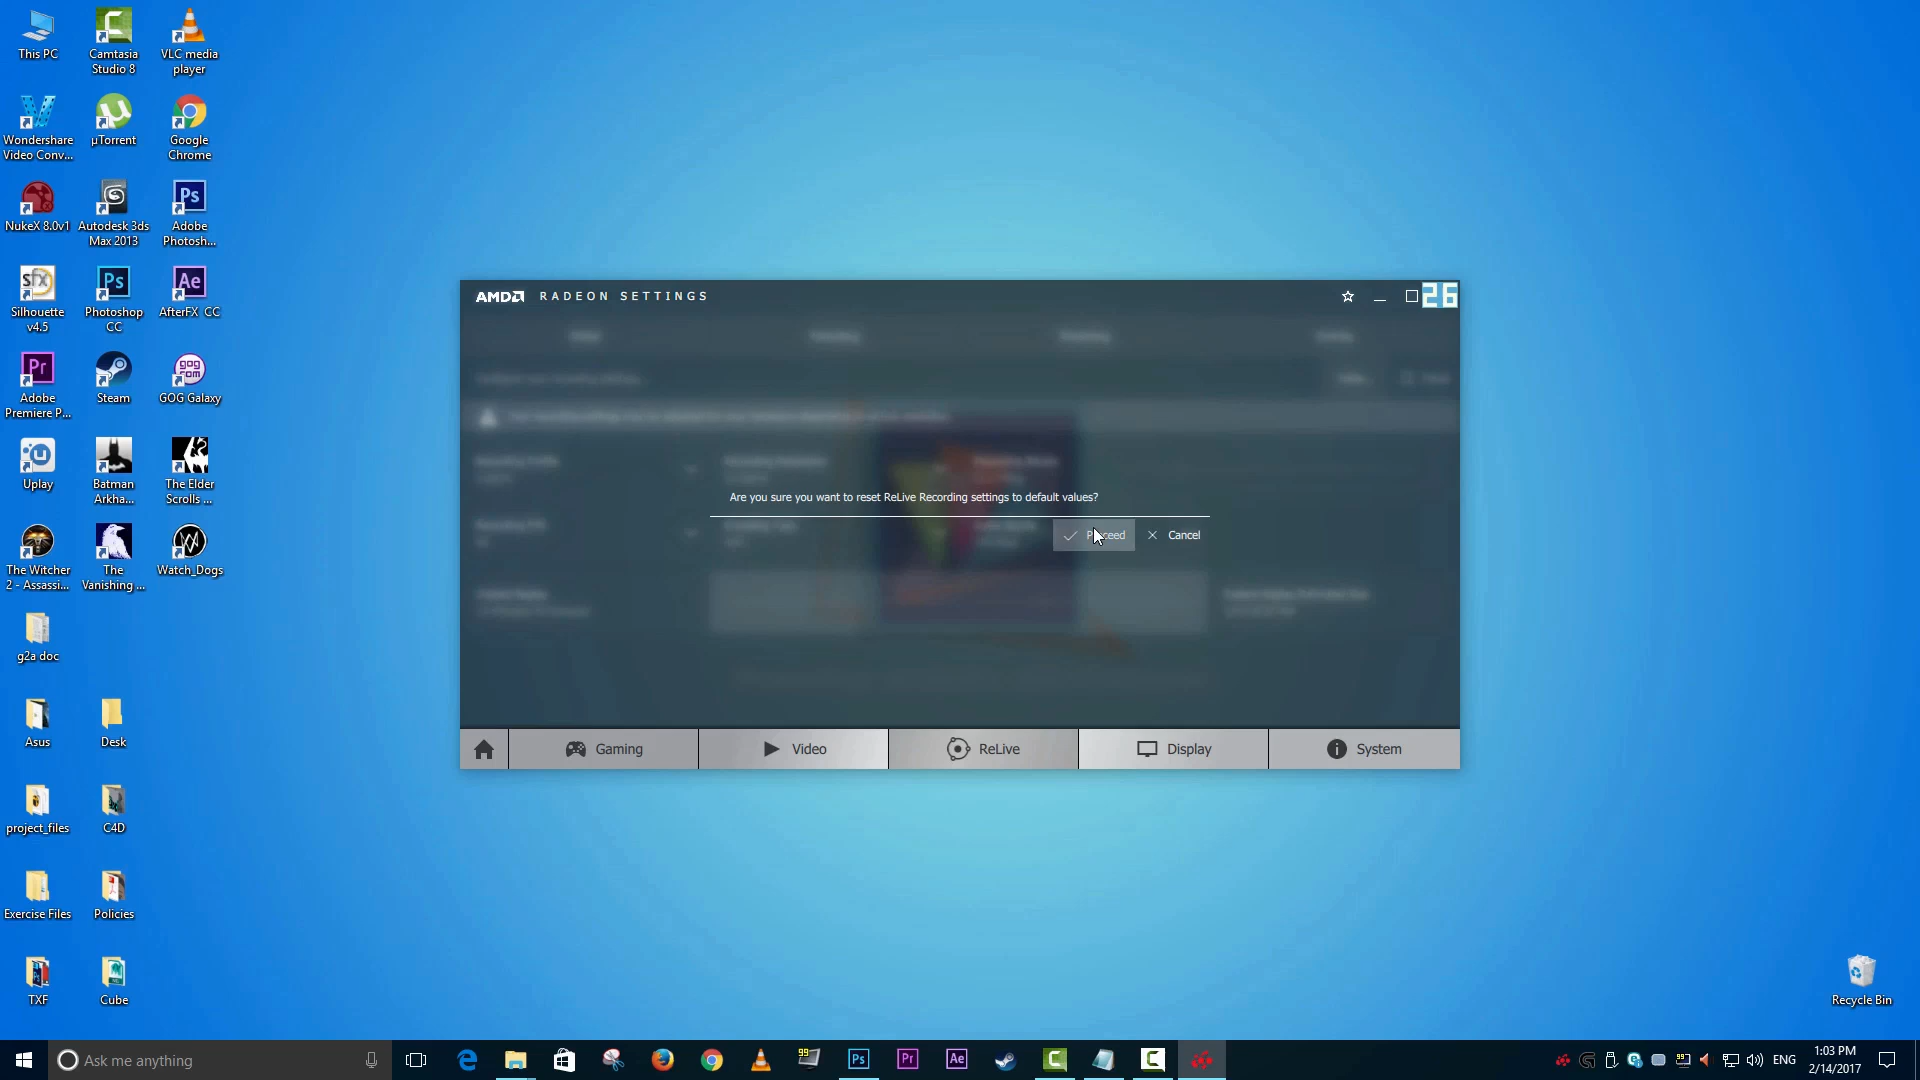 This PC
Camtasia
Studio 8
VLC media
player
Wondershare
Video Conv...
µTorrent
Google
Chrome
NukeX 8.0v1
Autodesk 3ds
Max 2013
Adobe
Photosh...
Silhouette
v4.5
Photoshop
CC
AfterFX CC
Adobe
Premiere P...
Steam
GOG Galaxy
Uplay
Batman
Arkha...
The Elder
Scrolls ...
The Witcher
2 - Assassi...
The
Vanishing ...
Watch_Dogs
g2a doc
Asus
Desk
project_files
C4D
Exercise Files
Policies
TXF
Cube
AMD RADEON SETTINGS
26
Are you sure you want to reset ReLive Recording settings to default values?
Proceed
Cancel
Gaming
Video
ReLive
Display
System
Recycle Bin
Ask me anything
ENG
1:03 PM
2/14/2017